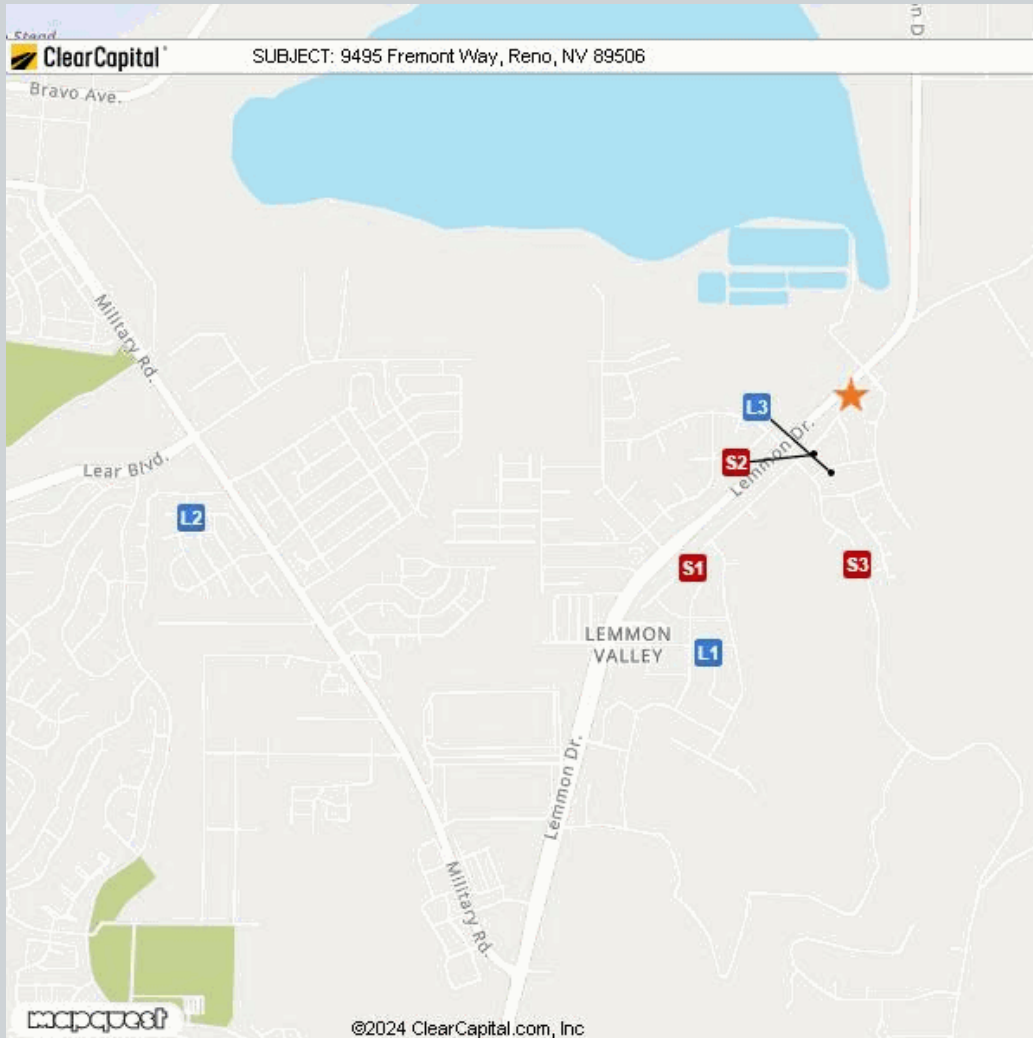 Stead
n D
ClearCapital
SUBJECT: 9495 Fremont Way, Reno, NV 89506
Bravo Ave.
Military Rd.
L3
Lear Blvd.
S2
Lemmon Dr.
L2
S1
S3
LEMMON
VALLEY
L1
Lemmon Dr.
Military Rd.
mapquest
©2024 ClearCapital.com, Inc